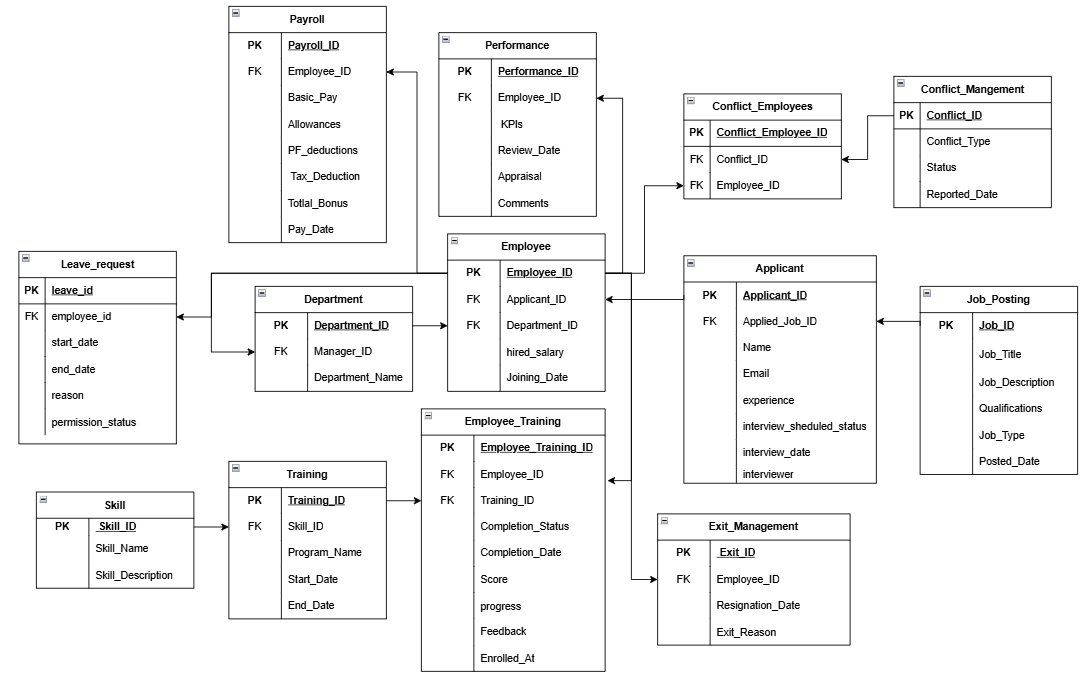 Payroll
PK Payroll_ID
FK Employee_ID
Basic_Pay
Allowances
PF_deductions
Tax_Deduction
Totlal_Bonus
Pay_Date
Performance
PK Performance_ID
FK Employee_ID
KPIs
Review_Date
Appraisal
Comments
Conflict_Employees
PK Conflict_Employee_ID
FK Conflict_ID
FK Employee_ID
Conflict_Mangement
PK Conflict_ID
Conflict_Type
Status
Reported_Date
Leave_request
PK leave_id
FK employee_id
start_date
end_date
reason
permission_status
Department
PK Department_ID
FK Manager_ID
Department_Name
Employee
PK Employee_ID
FK Applicant_ID
FK Department_ID
hired_salary
Joining_Date
Applicant
PK Applicant_ID
FK Applied_Job_ID
Name
Email
experience
interview_sheduled_status
interview_date
interviewer
Job_Posting
PK Job_ID
Job_Title
Job_Description
Qualifications
Job_Type
Posted_Date
Skill
PK Skill_ID
Skill_Name
Skill_Description
Training
PK Training_ID
FK Skill_ID
Program_Name
Start_Date
End_Date
Employee_Training
PK Employee_Training_ID
FK Employee_ID
FK Training_ID
Completion_Status
Completion_Date
Score
progress
Feedback
Enrolled_At
Exit_Management
PK Exit_ID
FK Employee_ID
Resignation_Date
Exit_Reason